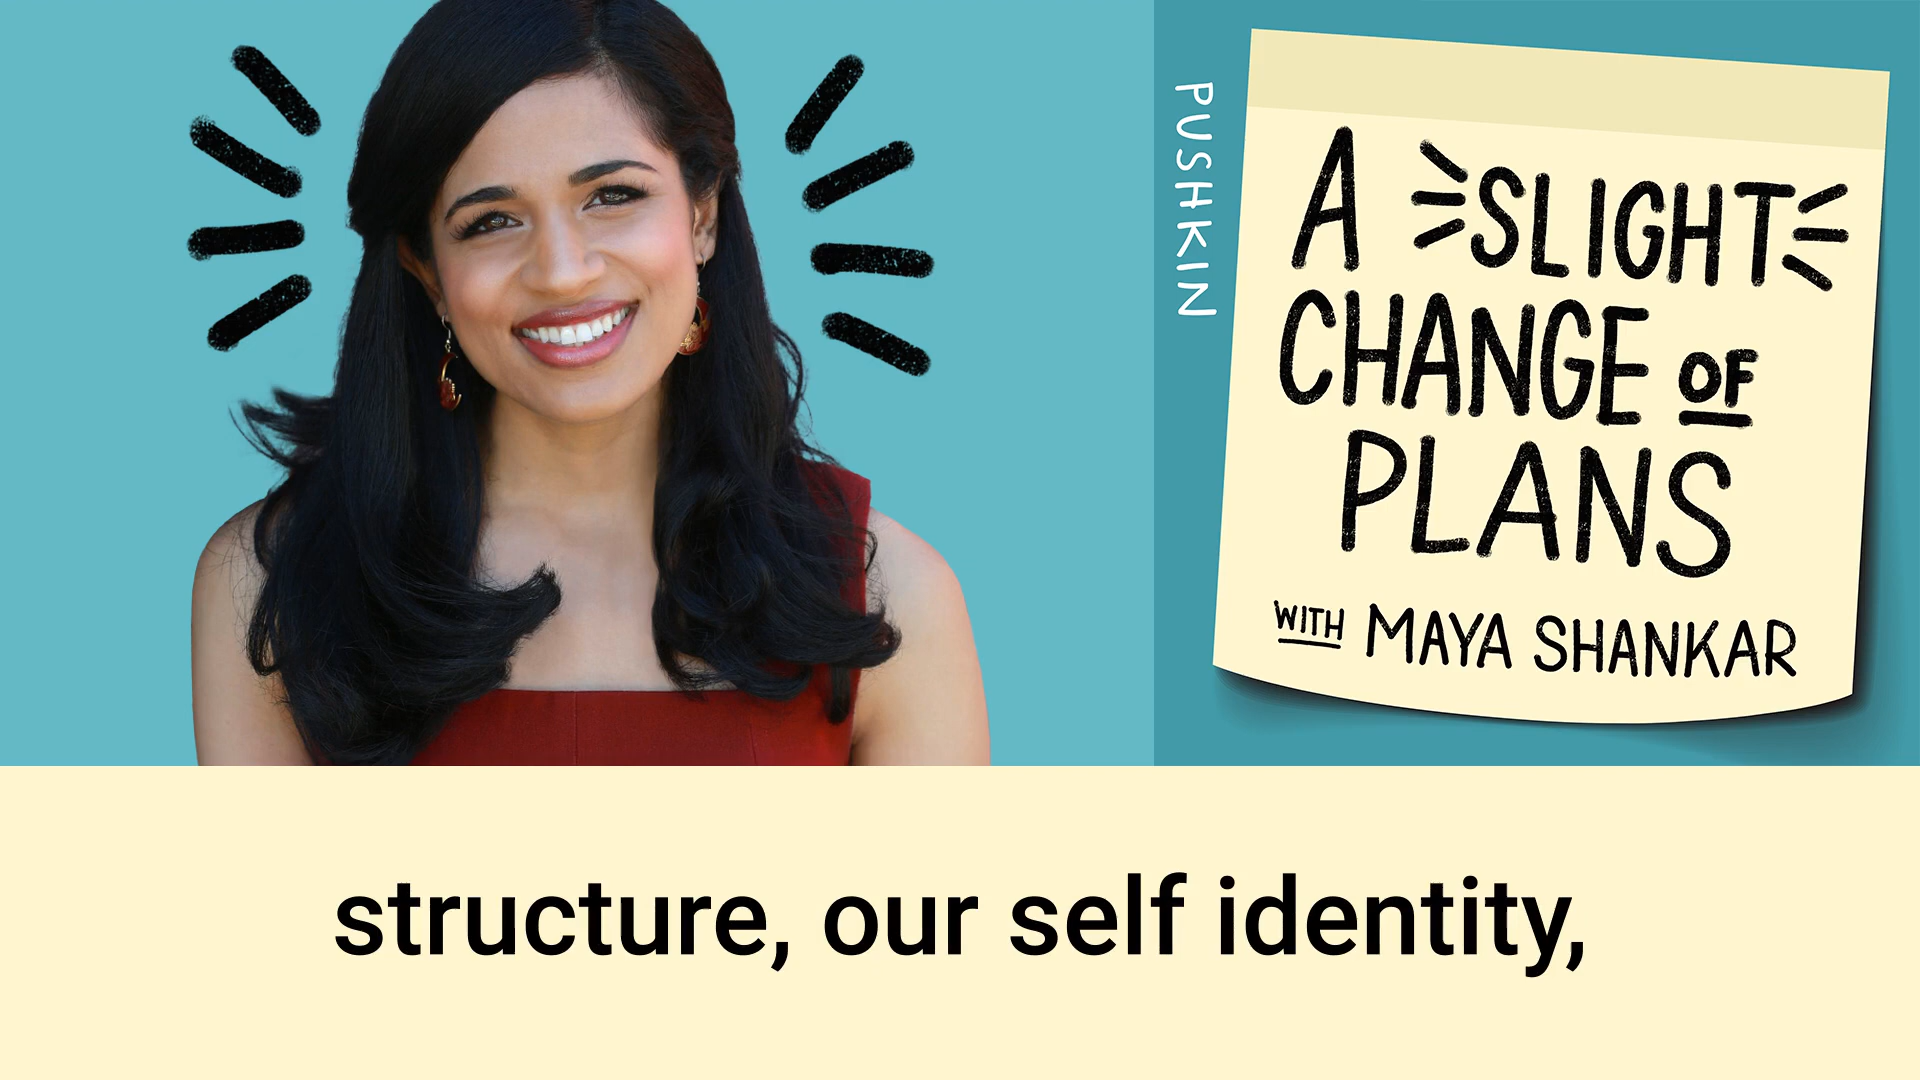 PUSHKIN
A SLIGHT
CHANGE OF
PLANS
WITH MAYA SHANKAR
structure, our self identity,